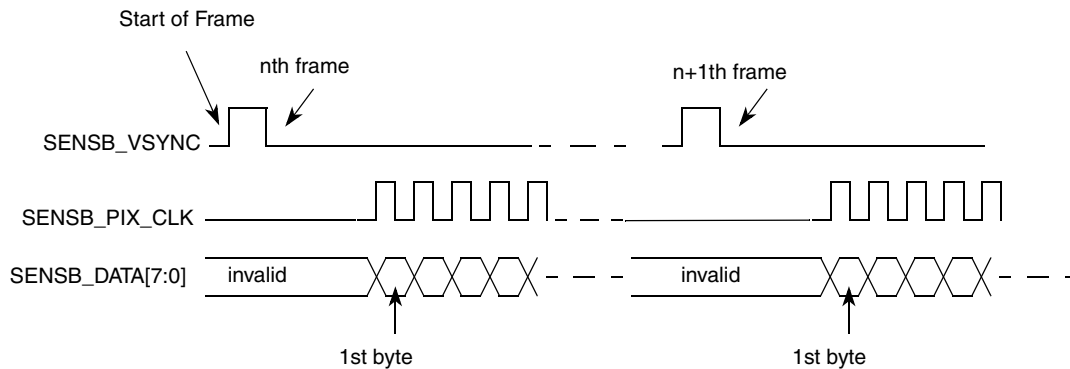 Start of Frame
nth frame
n+1th frame
SENSB_VSYNC
SENSB_PIX_CLK
SENSB_DATA[7:0]
invalid
invalid
1st byte
1st byte